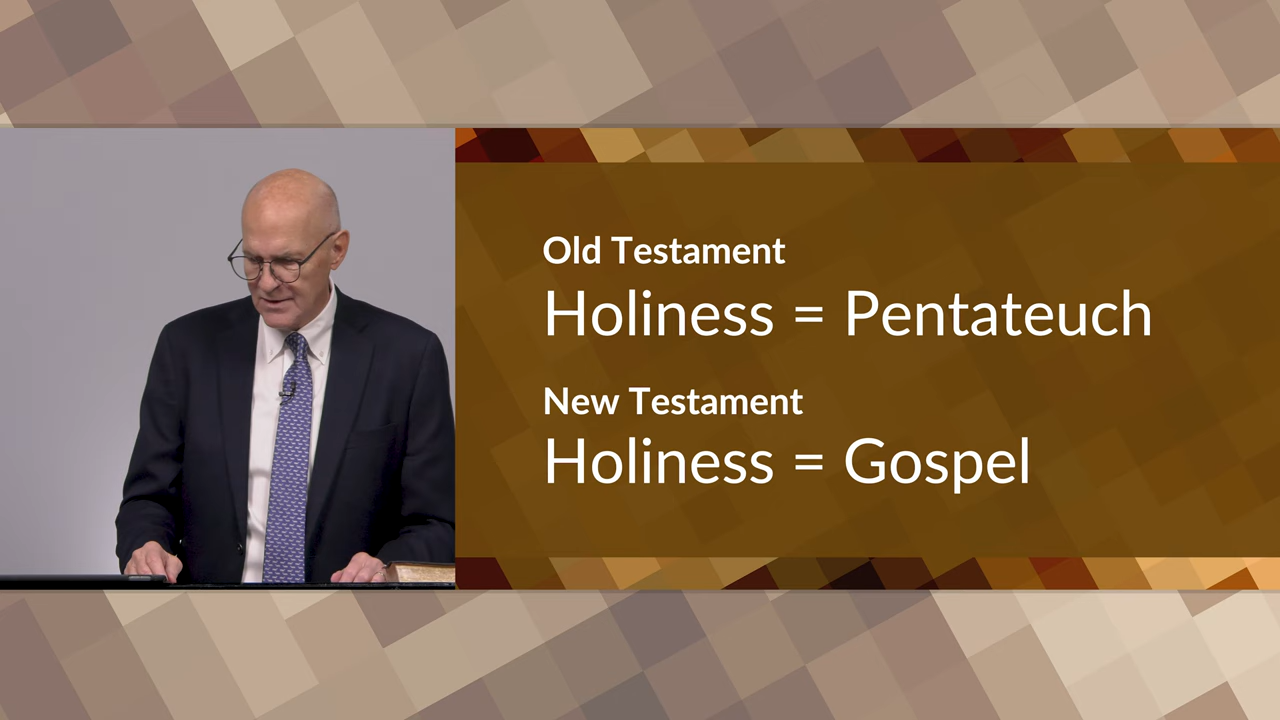 Old Testament
Holiness = Pentateuch
New Testament
Holiness = Gospel